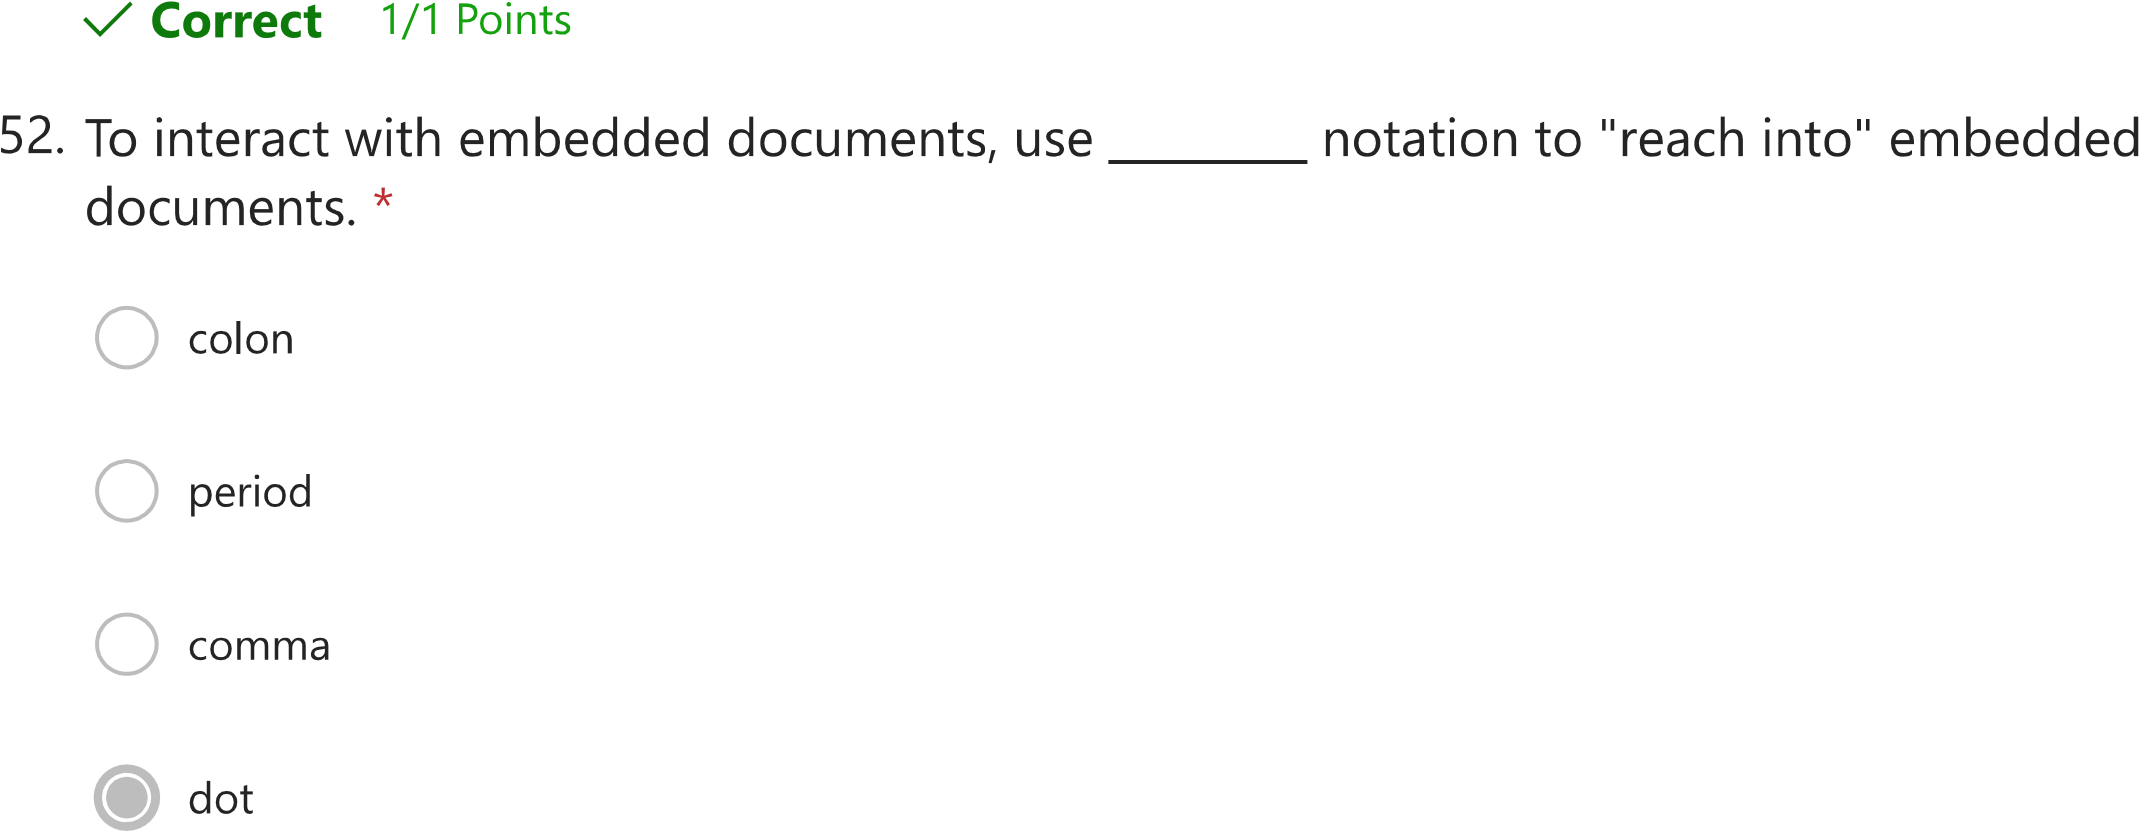 Correct 1/1 Points
52. To interact with embedded documents, use ________ notation to "reach into" embedded
documents. *
colon
period
comma
dot